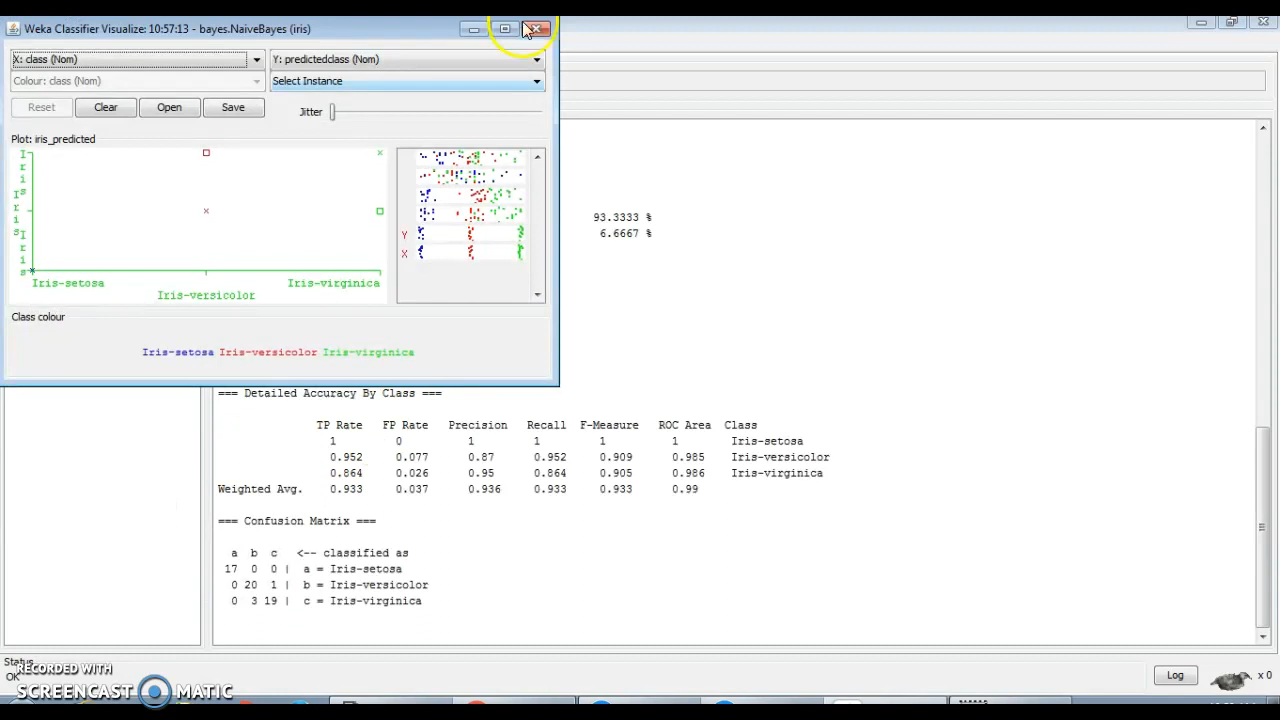 Weka Classifier Visualize: 10:57:13 - bayes.NaiveBayes (iris)
X: class (Nom) Y: predictedclass (Nom)
Colour: class (Nom) Select Instance
Reset Clear Open Save Jitter
Plot: iris_predicted
Iris-setosa Iris-virginica
Iris-versicolor
Y
X
Class colour
Iris-setosa Iris-versicolor Iris-virginica
93.3333 %
6.6667 %
=== Detailed Accuracy By Class ===
TP Rate FP Rate Precision Recall F-Measure ROC Area Class
1 0 1 1 1 1 Iris-setosa
0.952 0.077 0.87 0.952 0.909 0.985 Iris-versicolor
0.864 0.026 0.95 0.864 0.905 0.986 Iris-virginica
Weighted Avg. 0.933 0.037 0.936 0.933 0.933 0.99
=== Confusion Matrix ===
a b c <-- classified as
17 0 0 | a = Iris-setosa
0 20 1 | b = Iris-versicolor
0 3 19 | c = Iris-virginica
Status
OK
RECORDED WITH
SCREENCAST MATIC
Log x 0